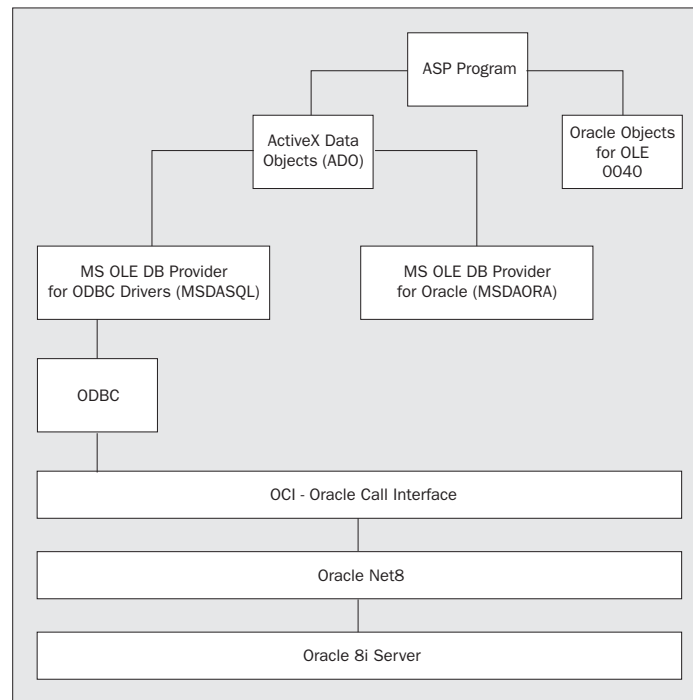 ASP Program
ActiveX Data
Objects (ADO)
Oracle Objects
for OLE
0040
MS OLE DB Provider
for ODBC Drivers (MSDASQL)
MS OLE DB Provider
for Oracle (MSDAORA)
ODBC
OCI - Oracle Call Interface
Oracle Net8
Oracle 8i Server